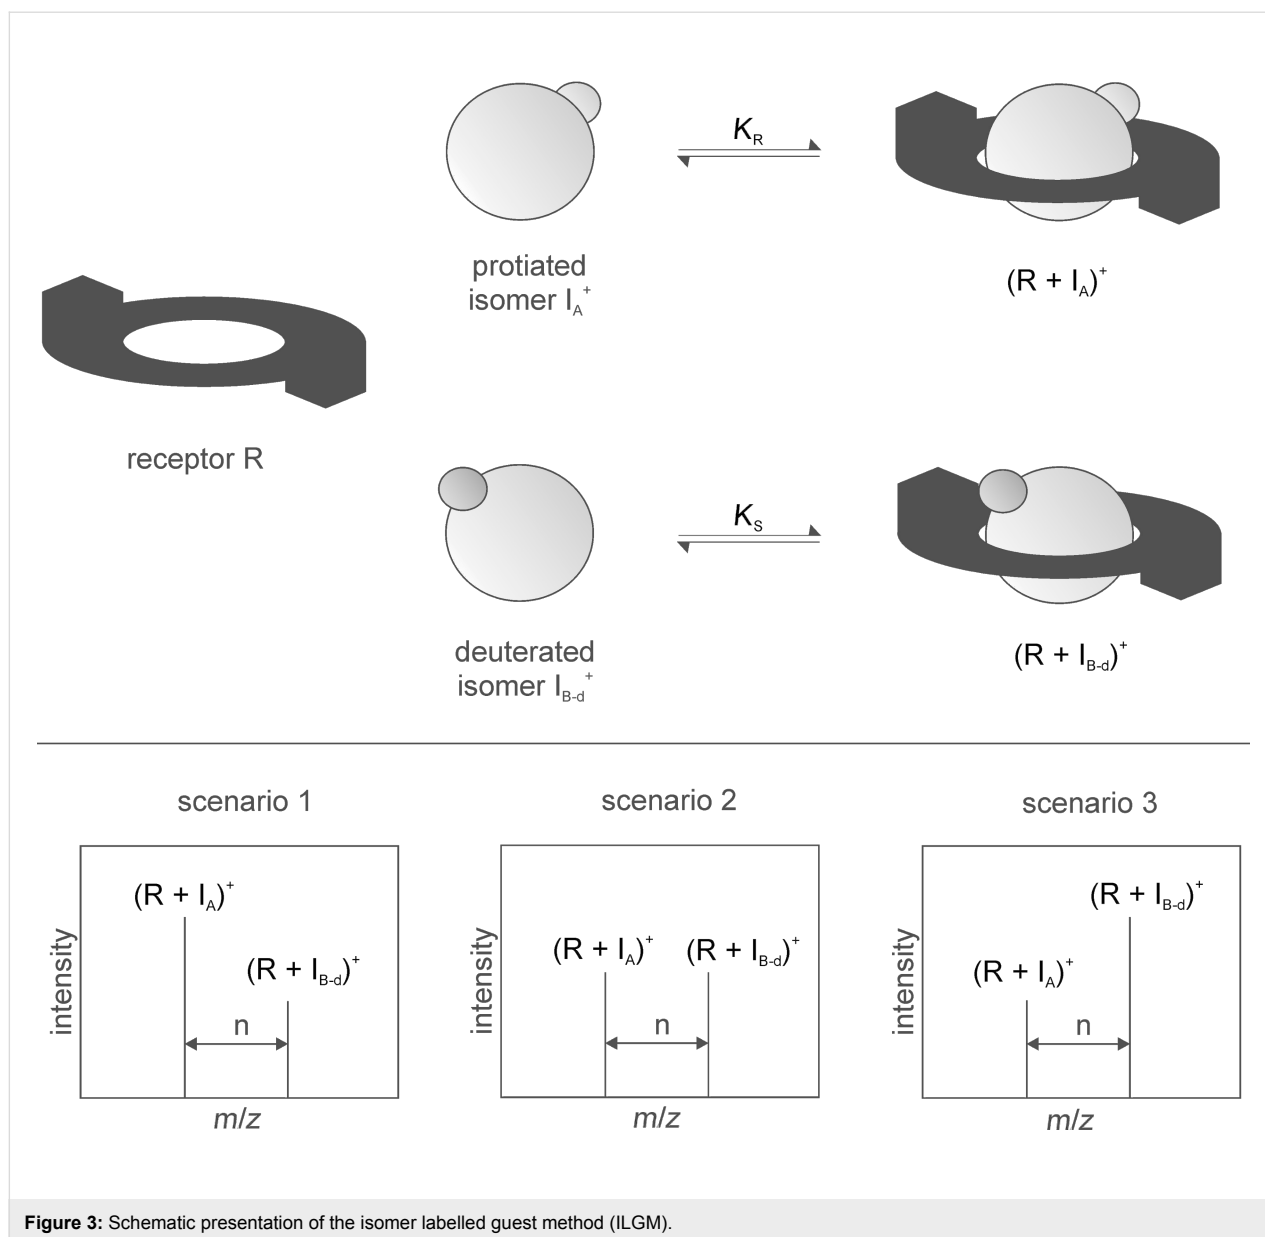 K_R
protiated
isomer I_A^+
(R + I_A)^+
receptor R
K_S
deuterated
isomer I_B-d^+
(R + I_B-d)^+
scenario 1
scenario 2
scenario 3
(R + I_A)^+
(R + I_B-d)^+
n
intensity
m/z
(R + I_A)^+
(R + I_B-d)^+
n
intensity
m/z
(R + I_B-d)^+
(R + I_A)^+
n
intensity
m/z
Figure 3: Schematic presentation of the isomer labelled guest method (ILGM).